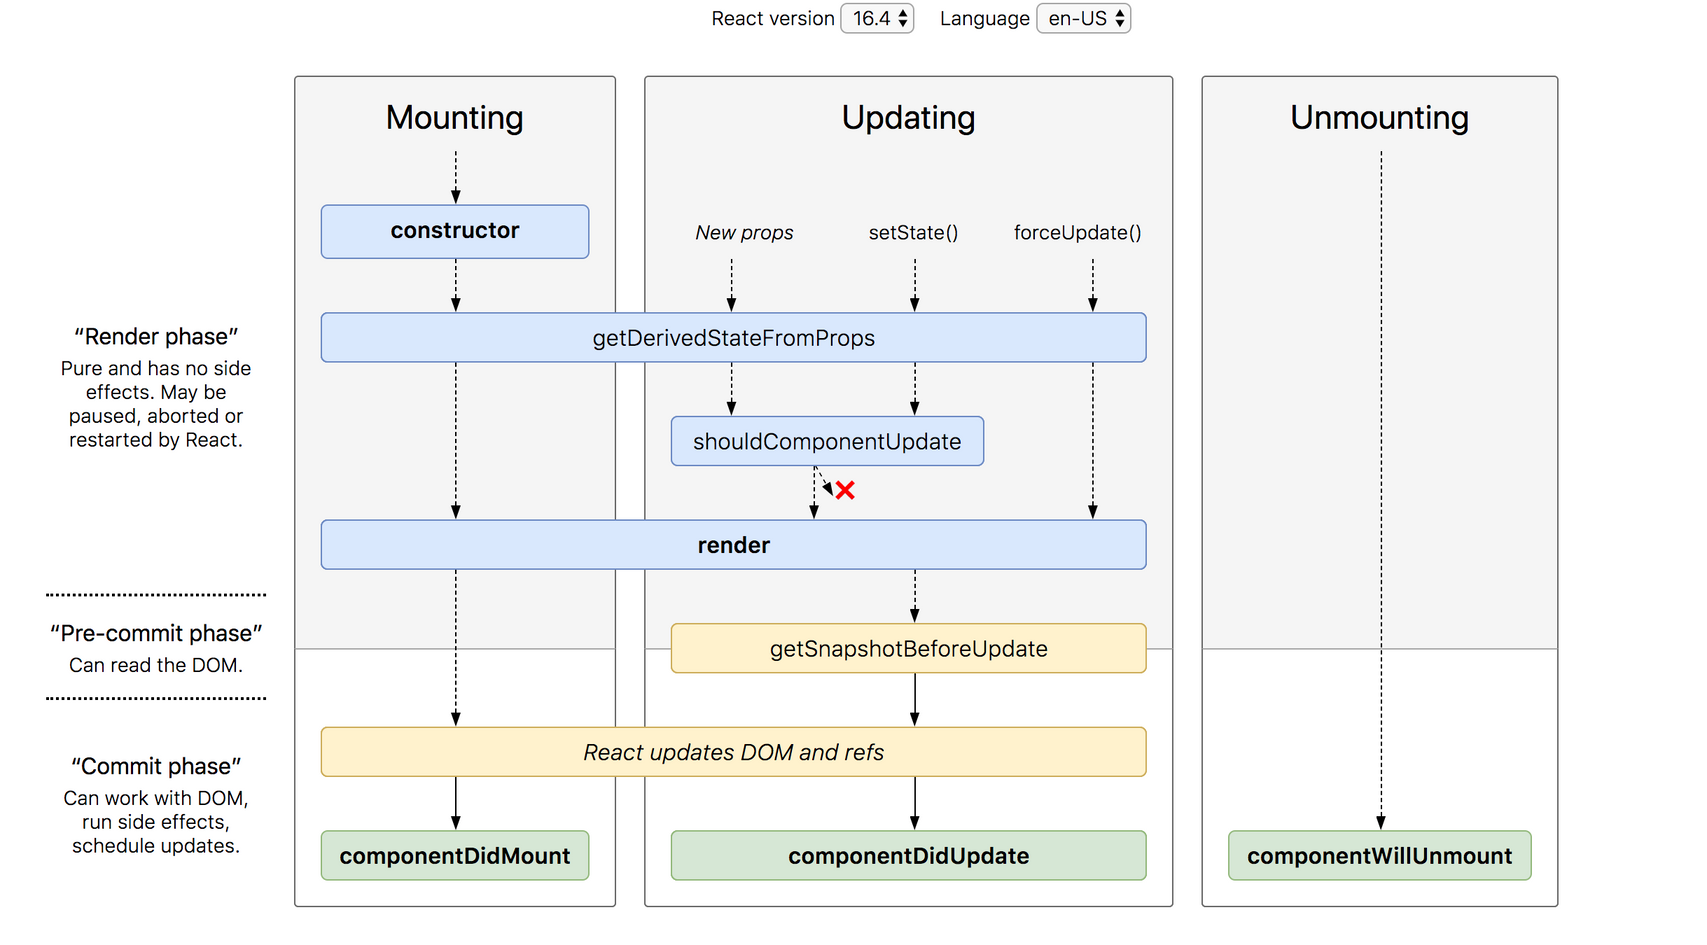 React version 16.4 Language en-US
Mounting
Updating
Unmounting
constructor
New props
setState()
forceUpdate()
“Render phase”
Pure and has no side
effects. May be
paused, aborted or
restarted by React.
getDerivedStateFromProps
shouldComponentUpdate
render
“Pre-commit phase”
Can read the DOM.
getSnapshotBeforeUpdate
React updates DOM and refs
“Commit phase”
Can work with DOM,
run side effects,
schedule updates.
componentDidMount
componentDidUpdate
componentWillUnmount